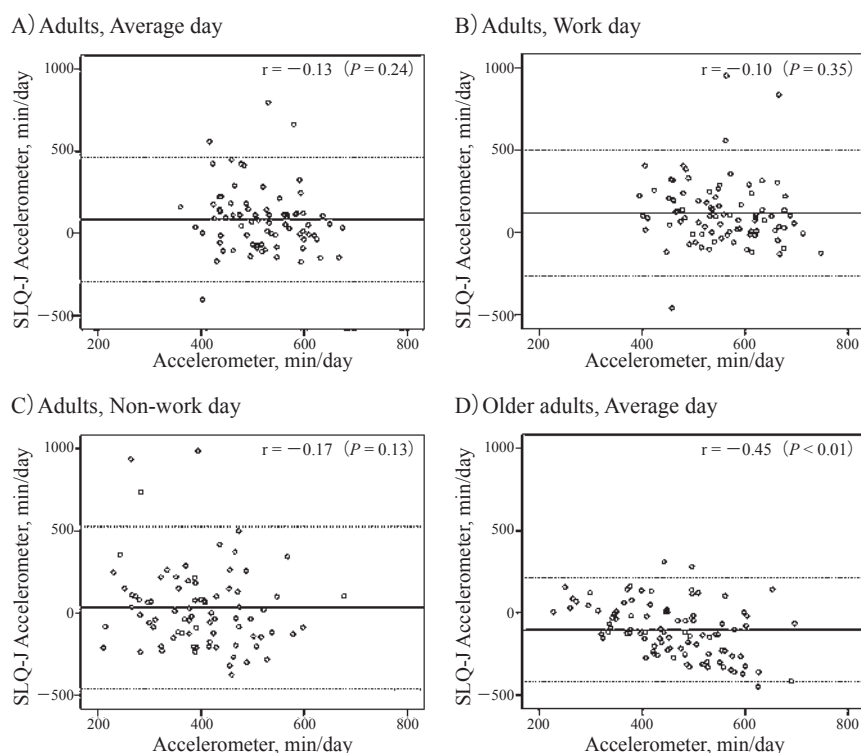 A) Adults, Average day
r = −0.13 (P = 0.24)
1000
500
0
−500
SLQ-J Accelerometer, min/day
200 400 600 800
Accelerometer, min/day
B) Adults, Work day
r = −0.10 (P = 0.35)
1000
500
0
−500
SLQ-J Accelerometer, min/day
200 400 600 800
Accelerometer, min/day
C) Adults, Non-work day
r = −0.17 (P = 0.13)
1000
500
0
−500
SLQ-J Accelerometer, min/day
200 400 600 800
Accelerometer, min/day
D) Older adults, Average day
r = −0.45 (P < 0.01)
1000
500
0
−500
SLQ-J Accelerometer, min/day
200 400 600 800
Accelerometer, min/day